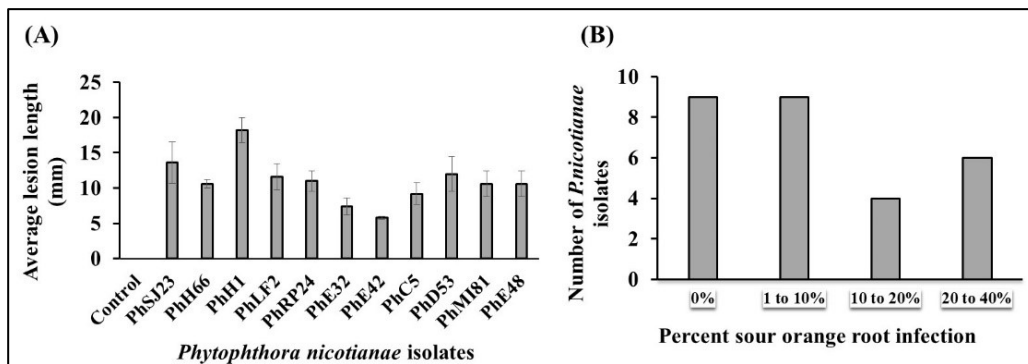 (A)
Average lesion length
(mm)
25
20
15
10
5
0
Control
PhSJ23
PhH66
PhH1
PhLF2
PhRP24
PhE32
PhE42
PhC5
PhD53
PhMI81
PhE48
Phytophthora nicotianae isolates
(B)
Number of P.nicotianae
isolates
10
8
6
4
2
0
0%
1 to 10%
10 to 20%
20 to 40%
Percent sour orange root infection